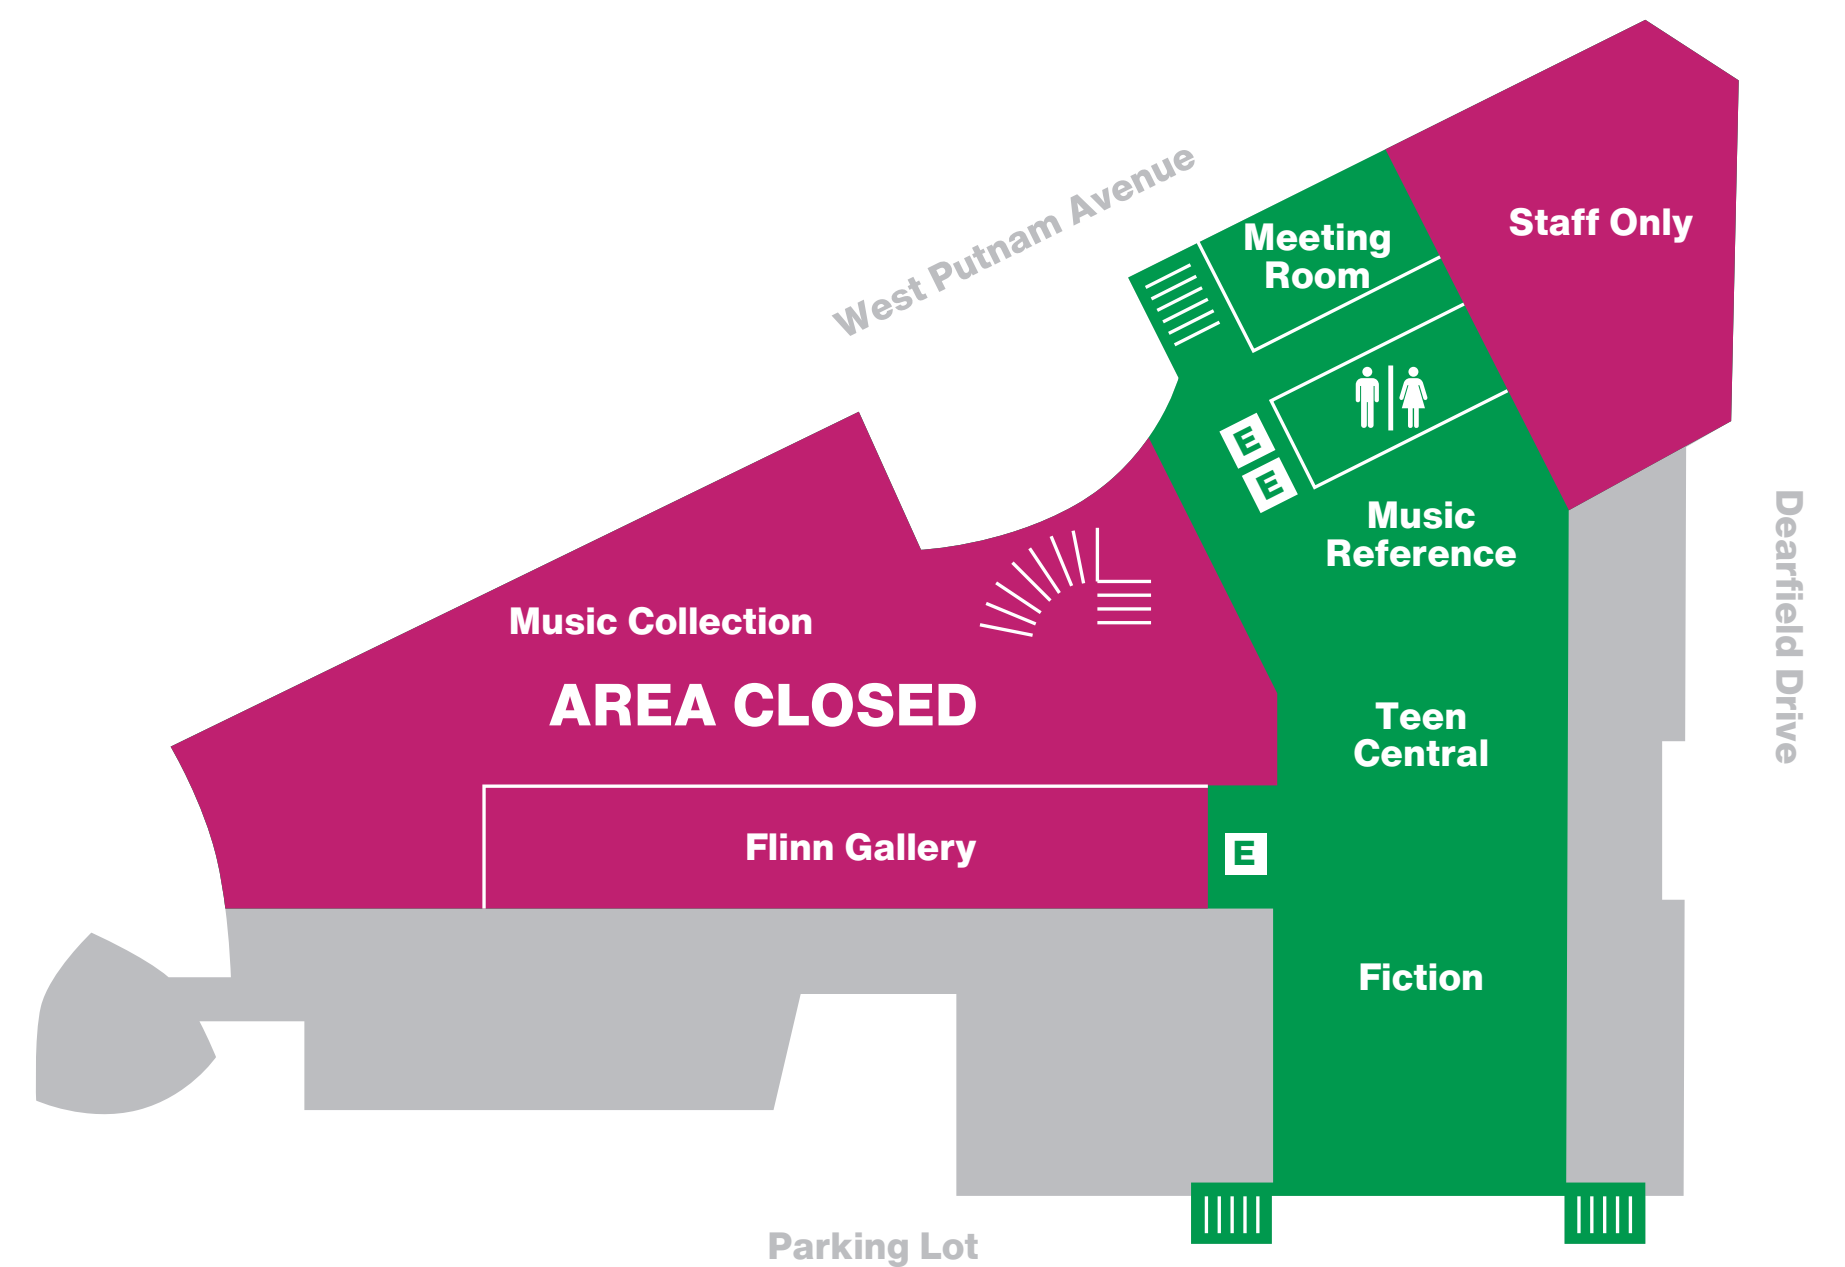 West Putnam Avenue
Meeting
Room
Staff Only
E
E
Music
Reference
Dearfield Drive
Music Collection
AREA CLOSED
Teen
Central
Flinn Gallery
E
Fiction
Parking Lot